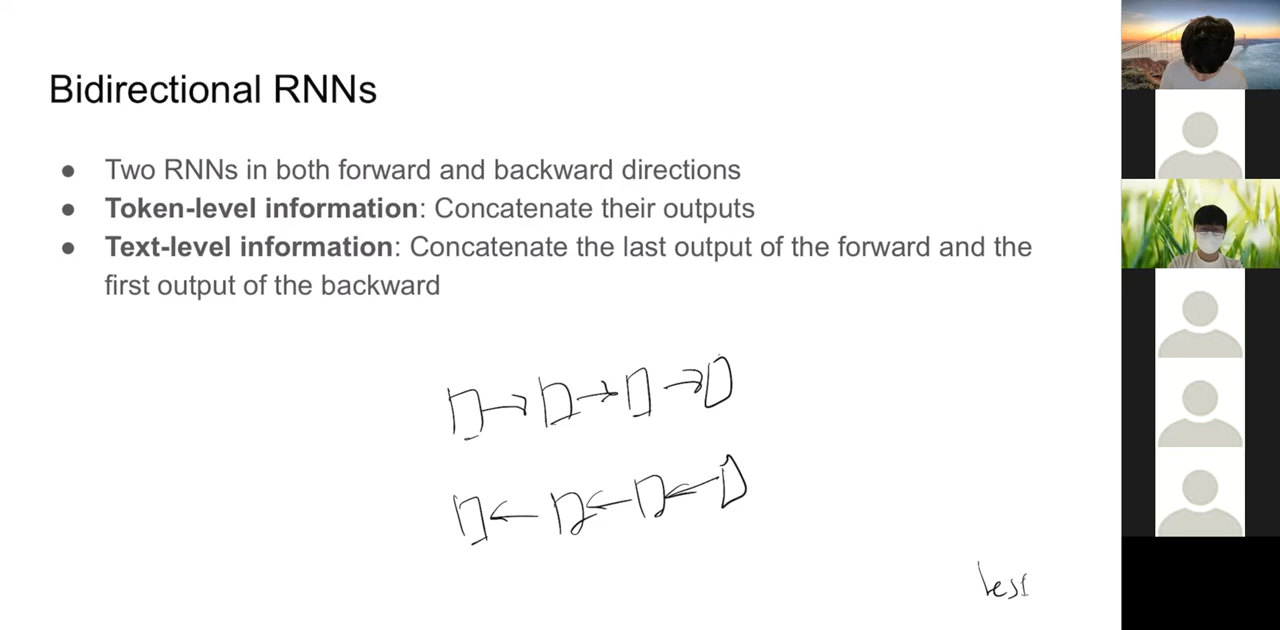 Bidirectional RNNs
● Two RNNs in both forward and backward directions
● Token-level information: Concatenate their outputs
● Text-level information: Concatenate the last output of the forward and the
first output of the backward